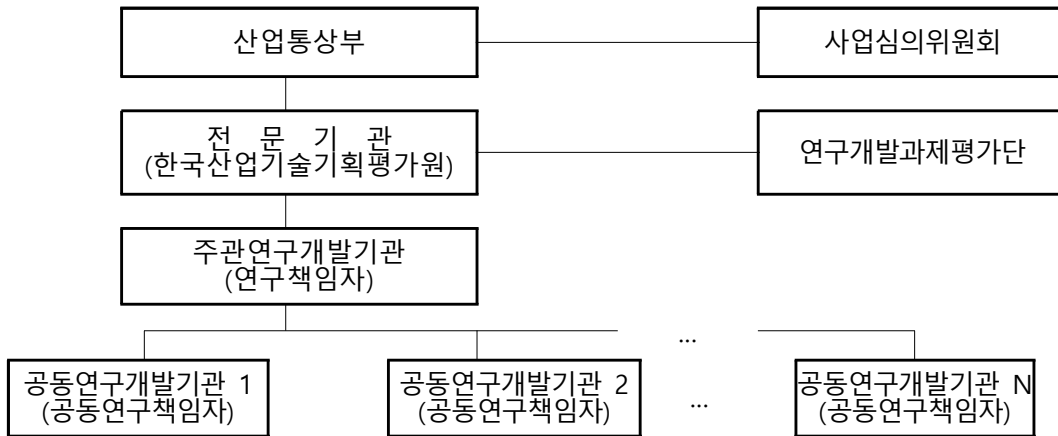 산업통상부
사업심의위원회
전 문 기 관
(한국산업기술기획평가원)
연구개발과제평가단
주관연구개발기관
(연구책임자)
...
공동연구개발기관 1
(공동연구책임자)
공동연구개발기관 2
(공동연구책임자)
...
공동연구개발기관 N
(공동연구책임자)